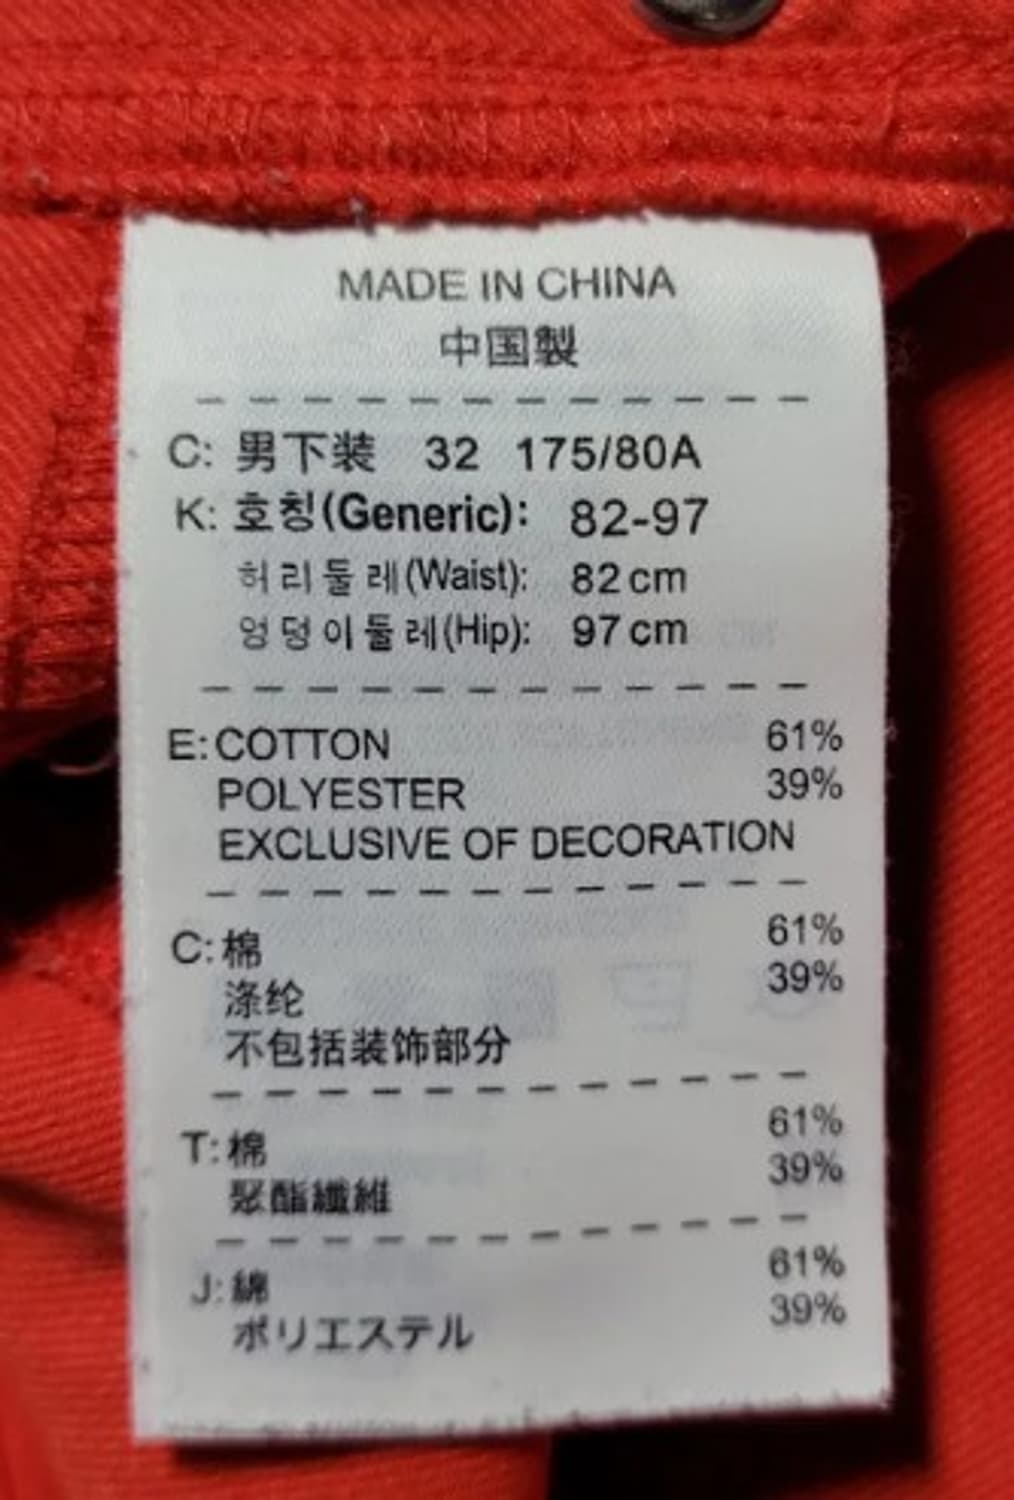 MADE IN CHINA
中国製
C: 男下装 32 175/80A
K: 호칭(Generic): 82-97
허리둘레(Waist): 82cm
엉덩이둘레(Hip): 97cm
E: COTTON 61%
POLYESTER 39%
EXCLUSIVE OF DECORATION
C: 棉 61%
涤纶 39%
不包括装饰部分
T: 棉 61%
聚酯纖維 39%
J: 綿 61%
ポリエステル 39%